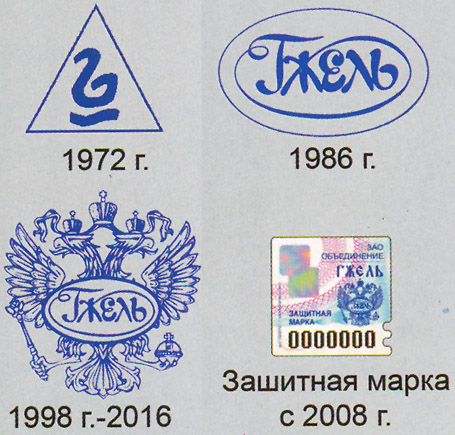 1972 г.
Гжель
1986 г.
Гжель
1998 г.-2016
ЗАО
ОБЪЕДИНЕНИЕ
ГЖЕЛЬ
ЗАЩИТНАЯ
МАРКА
0000000
Зашитная марка
с 2008 г.